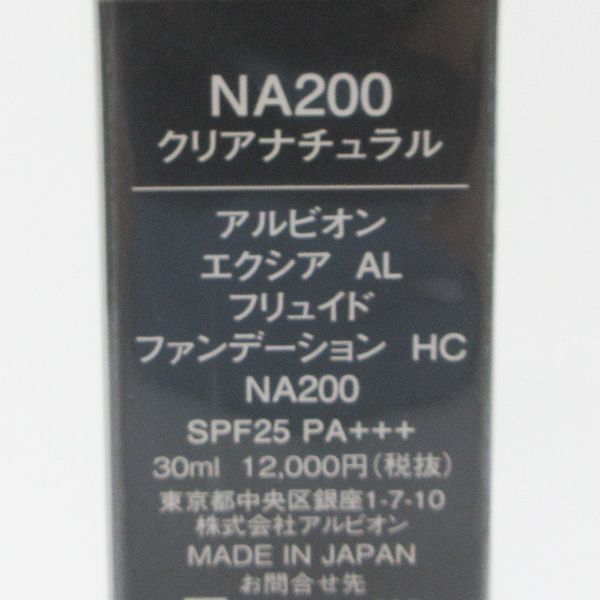 NA200
クリアナチュラル
アルビオン
エクシア AL
フリュイド
ファンデーション HC
NA200
SPF25 PA+++
30ml 12,000円(税抜)
東京都中央区銀座1-7-10
株式会社アルビオン
MADE IN JAPAN
お問合せ先